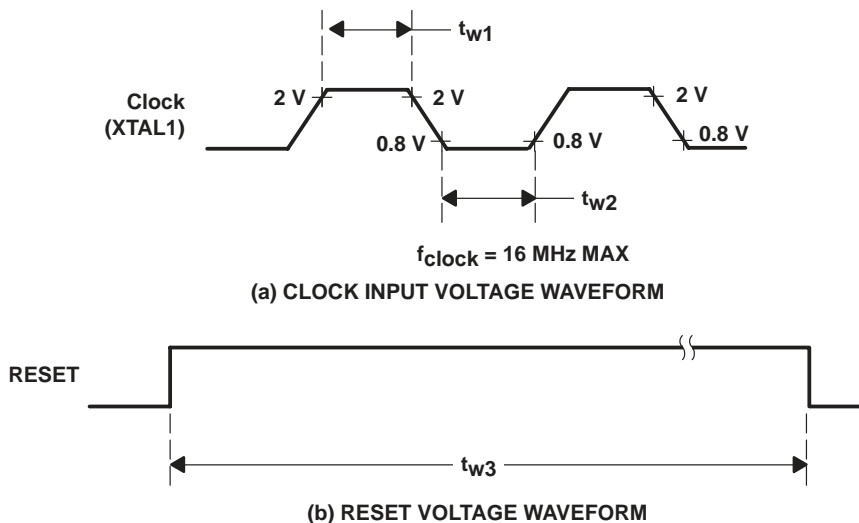 tw1
Clock
(XTAL1)
2 V
2 V
2 V
0.8 V
0.8 V
0.8 V
tw2
fclock = 16 MHz MAX
(a) CLOCK INPUT VOLTAGE WAVEFORM
RESET
tw3
(b) RESET VOLTAGE WAVEFORM